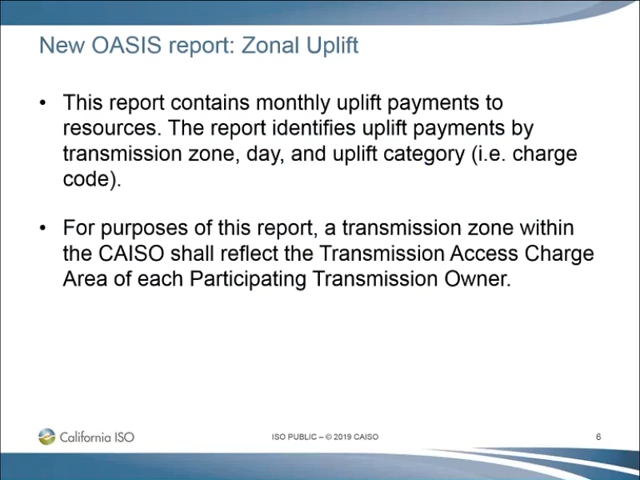 New OASIS report: Zonal Uplift
• This report contains monthly uplift payments to
resources. The report identifies uplift payments by
transmission zone, day, and uplift category (i.e. charge
code).
• For purposes of this report, a transmission zone within
the CAISO shall reflect the Transmission Access Charge
Area of each Participating Transmission Owner.
California ISO
ISO PUBLIC – © 2019 CAISO
6